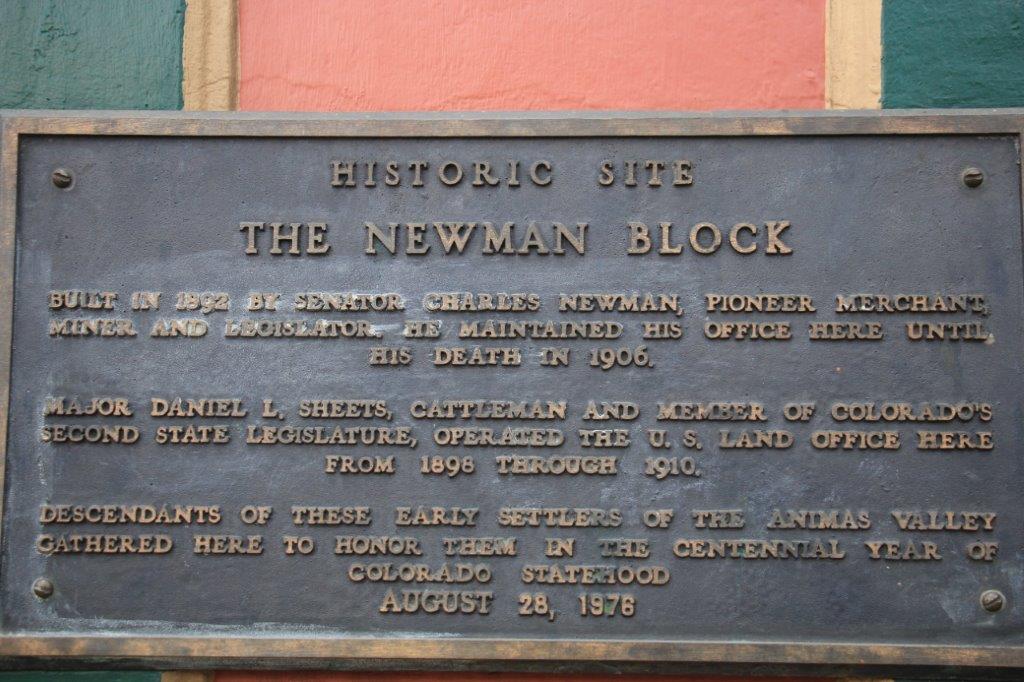 HISTORIC SITE
THE NEWMAN BLOCK
BUILT IN 1892 BY SENATOR CHARLES NEWMAN, PIONEER MERCHANT,
MINER AND LEGISLATOR. HE MAINTAINED HIS OFFICE HERE UNTIL
HIS DEATH IN 1906.
MAJOR DANIEL L. SHEETS, CATTLEMAN AND MEMBER OF COLORADO'S
SECOND STATE LEGISLATURE, OPERATED THE U. S. LAND OFFICE HERE
FROM 1898 THROUGH 1910.
DESCENDANTS OF THESE EARLY SETTLERS OF THE ANIMAS VALLEY
GATHERED HERE TO HONOR THEM IN THE CENTENNIAL YEAR OF
COLORADO STATEHOOD
AUGUST 28, 1976